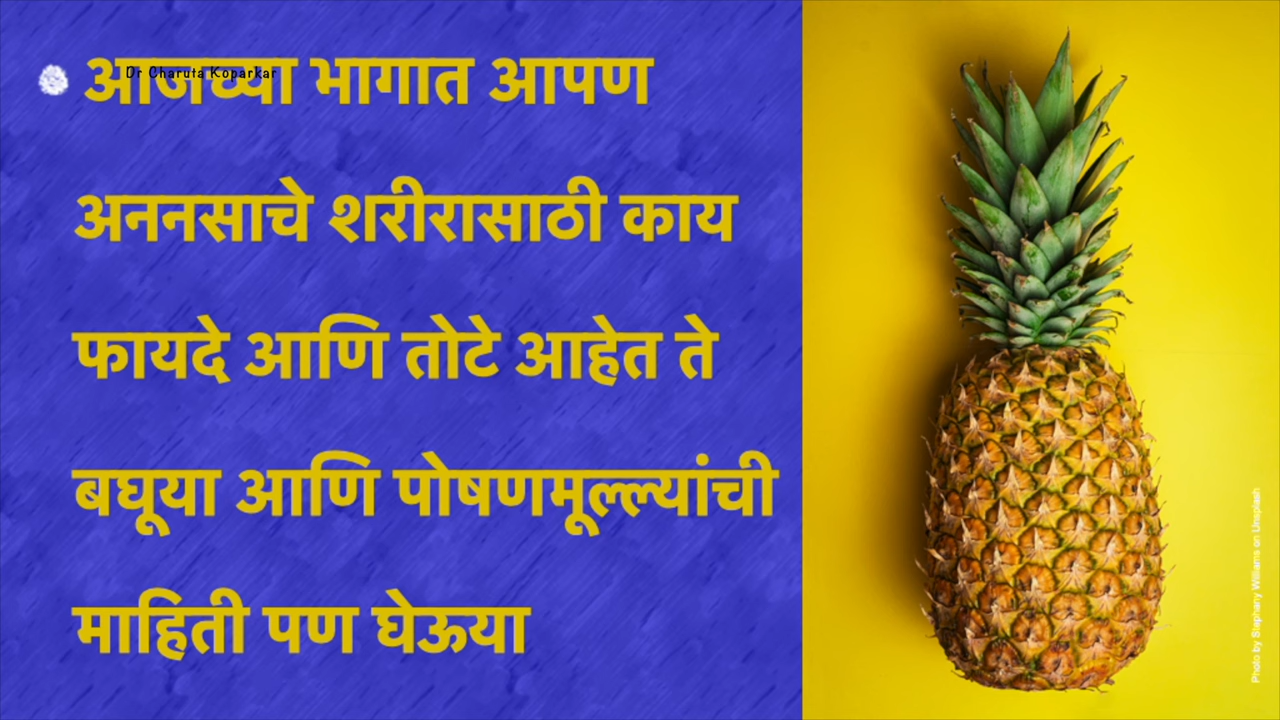 आजच्या भागात आपण
Dr Charuta Koparkar
अननसाचे शरीरासाठी काय
फायदे आणि तोटे आहेत ते
बघूया आणि पोषणमूल्ल्यांची
माहिती पण घेऊया
Photo by Stephany Williams on Unsplash